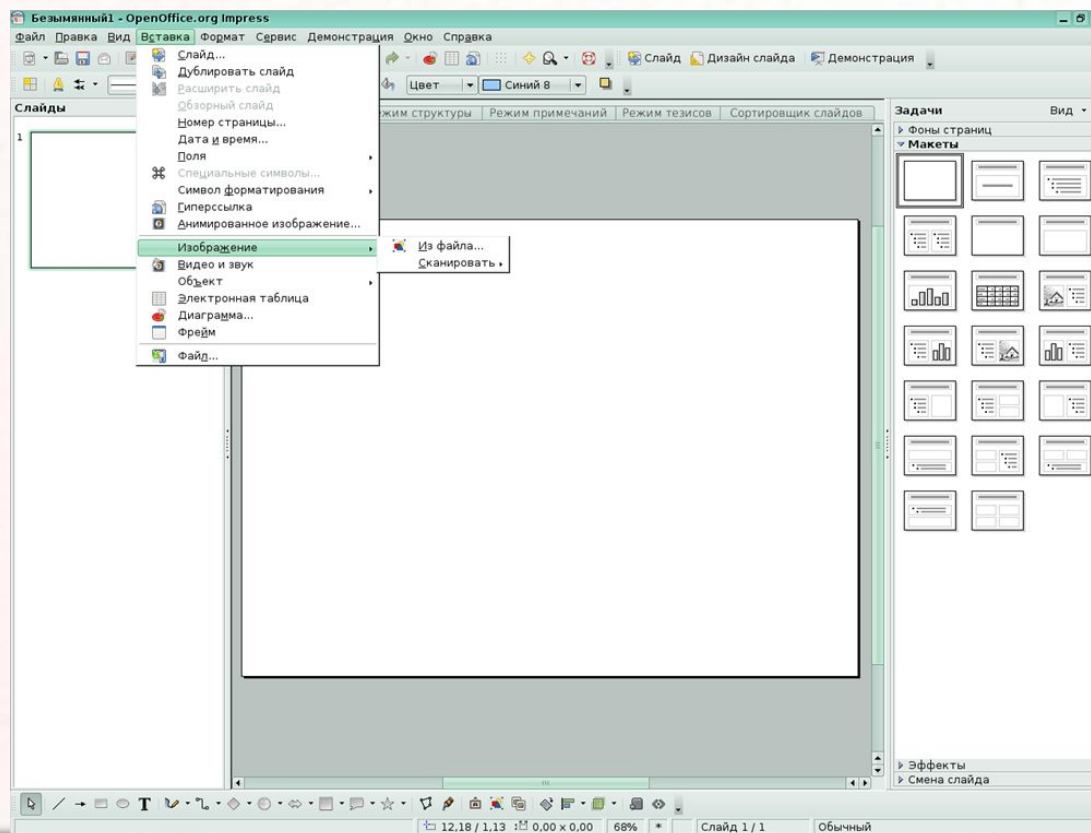 Безымянный1 - OpenOffice.org Impress
Файл Правка Вид Вставка Формат Сервис Демонстрация Окно Справка
Слайд Дизайн слайда Демонстрация
Цвет Синий 8
Слайды
1
Слайд...
Дублировать слайд
Расширить слайд
Обзорный слайд
Номер страницы...
Дата и время...
Поля
Специальные символы...
Символ форматирования
Гиперссылка
Анимированное изображение...
Изображение
Видео и звук
Объект
Электронная таблица
Диаграмма...
Фрейм
Файл...
Из файла...
Сканировать
жим структуры Режим примечаний Режим тезисов Сортировщик слайдов
Задачи Вид
Фоны страниц
Макеты
Эффекты
Смена слайда
T
12,18 / 1,13 0,00 x 0,00 68% * Слайд 1 / 1 Обычный